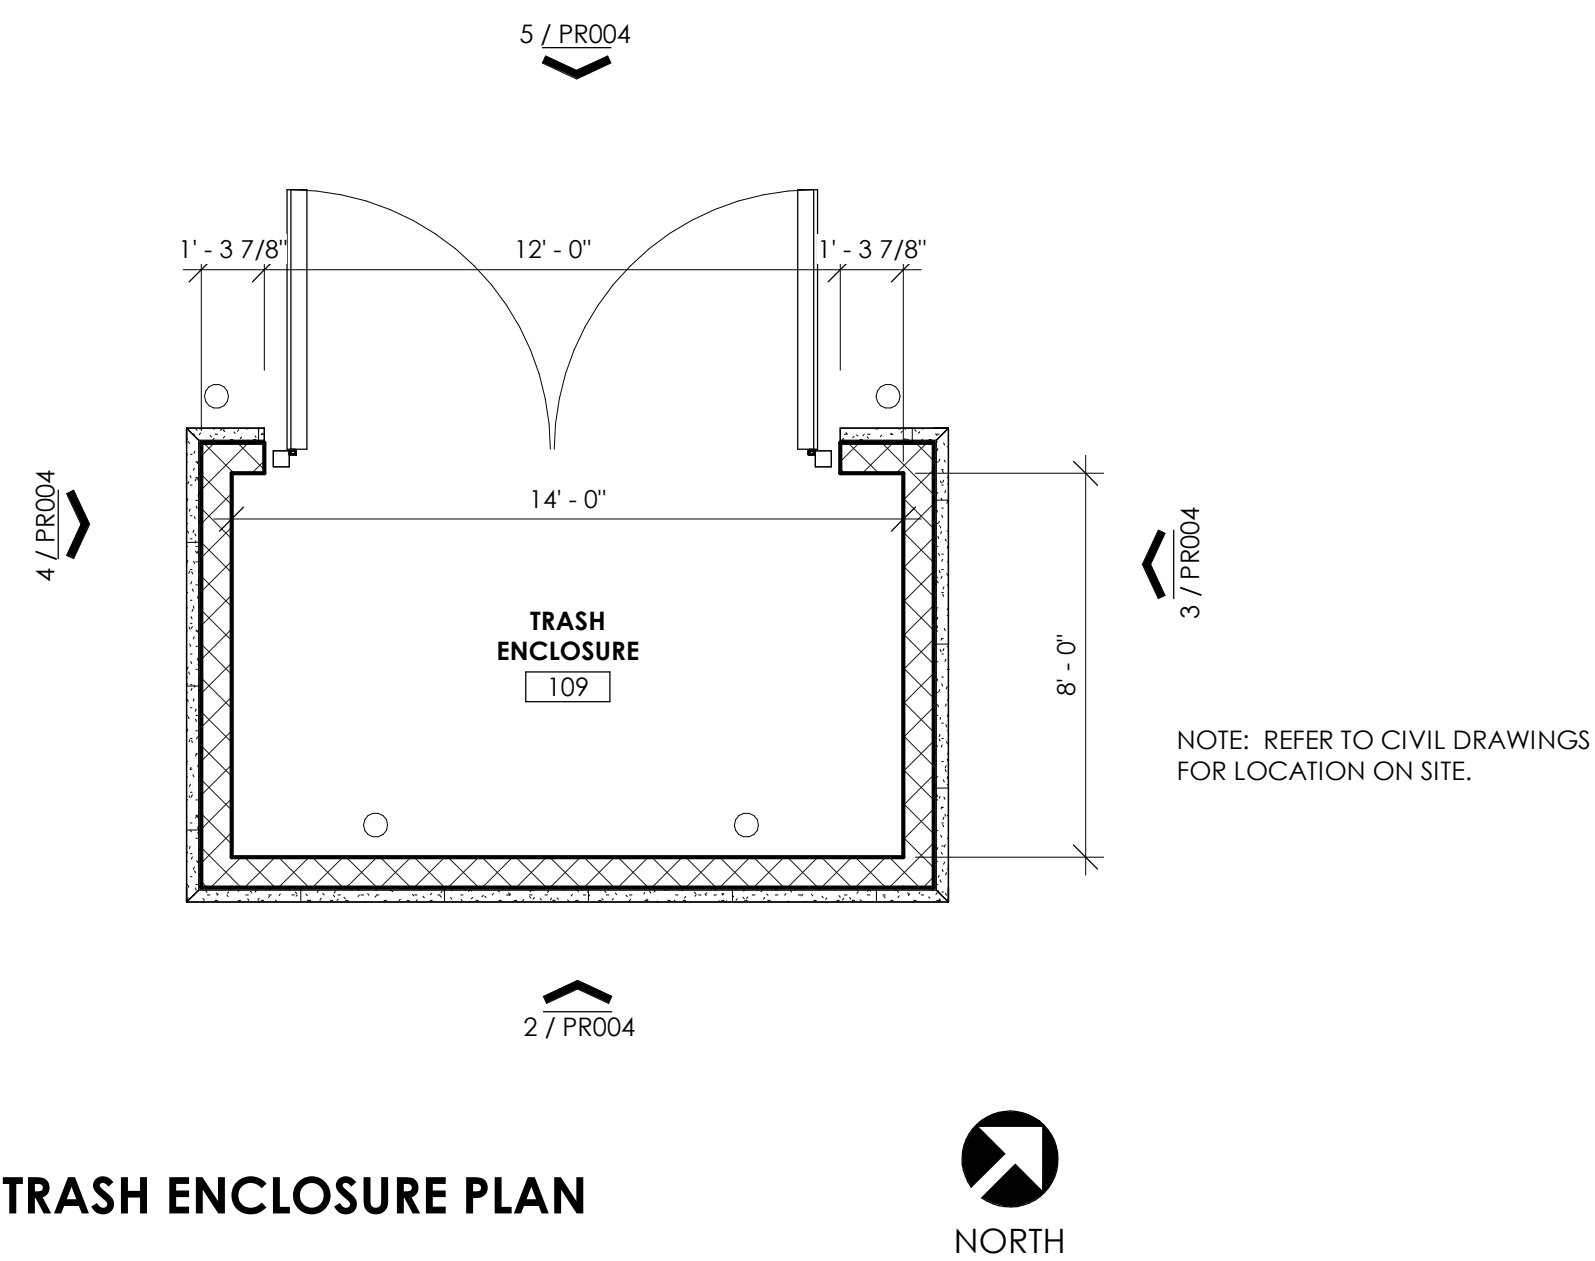 5 / PR004
1' - 3 7/8"
12' - 0"
1' - 3 7/8"
14' - 0"
4 / PR004
3 / PR004
TRASH
ENCLOSURE
109
8' - 0"
NOTE:  REFER TO CIVIL DRAWINGS
FOR LOCATION ON SITE.
2 / PR004
TRASH ENCLOSURE PLAN
NORTH